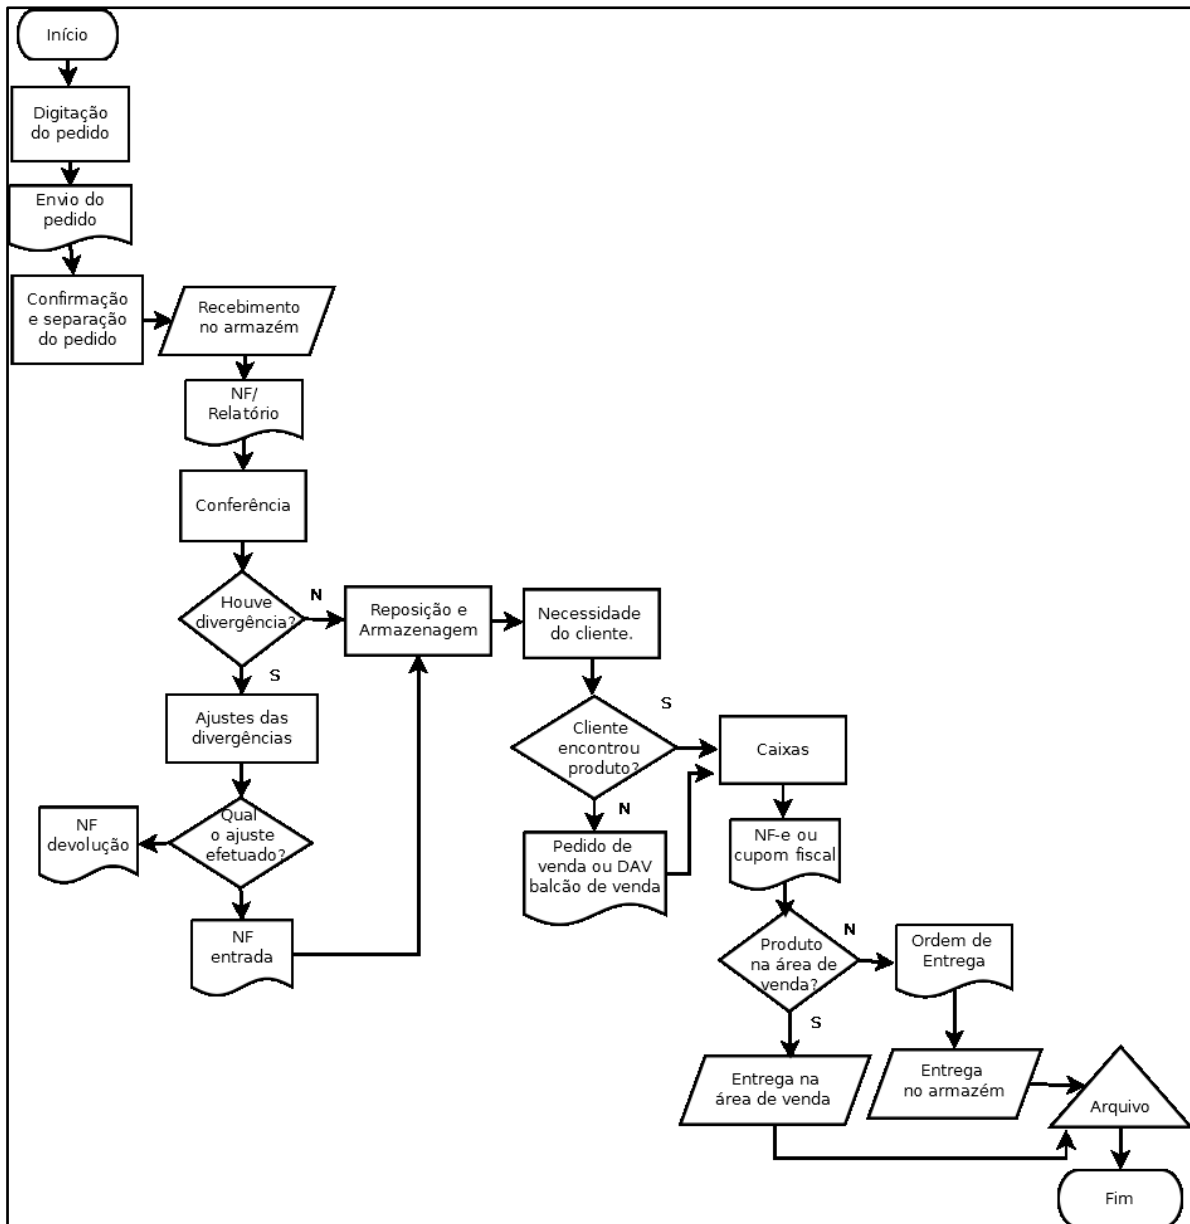 Início
Digitação
do pedido
Envio do
pedido
Confirmação
e separação
do pedido
Recebimento
no armazém
NF/
Relatório
Conferência
Houve
divergência?
N
S
Reposição e
Armazenagem
Necessidade
do cliente.
Ajustes das
divergências
Qual
o ajuste
efetuado?
NF
devolução
NF
entrada
Cliente
encontrou
produto?
S
N
Caixas
Pedido de
venda ou DAV
balcão de venda
NF-e ou
cupom fiscal
Produto
na área de
venda?
N
S
Ordem de
Entrega
Entrega na
área de venda
Entrega
no armazém
Arquivo
Fim